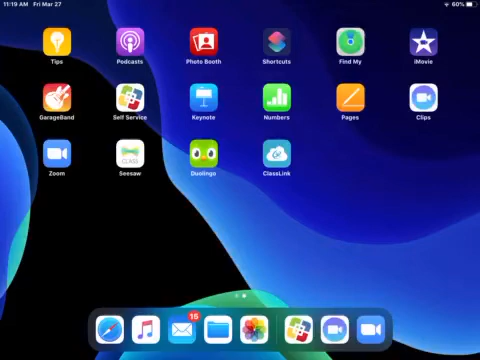 11:19 AM Fri Mar 27
60%
Tips
Podcasts
Photo Booth
Shortcuts
Find My
iMovie
GarageBand
Self Service
Keynote
Numbers
Pages
Clips
Zoom
CLASS
Seesaw
Duolingo
ClassLink
15